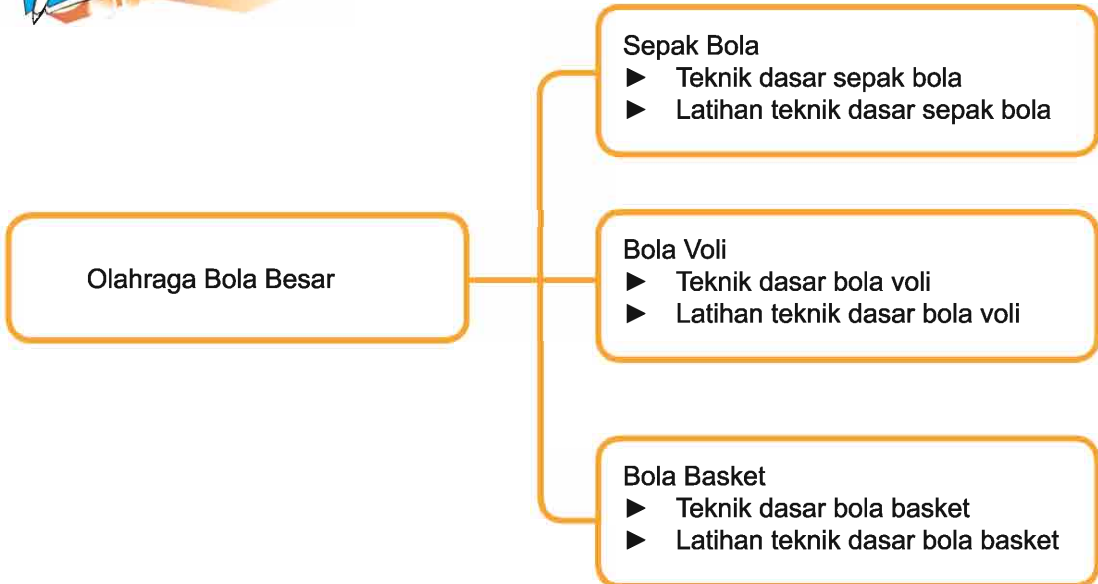 Sepak Bola
► Teknik dasar sepak bola
► Latihan teknik dasar sepak bola
Olahraga Bola Besar
Bola Voli
► Teknik dasar bola voli
► Latihan teknik dasar bola voli
Bola Basket
► Teknik dasar bola basket
► Latihan teknik dasar bola basket